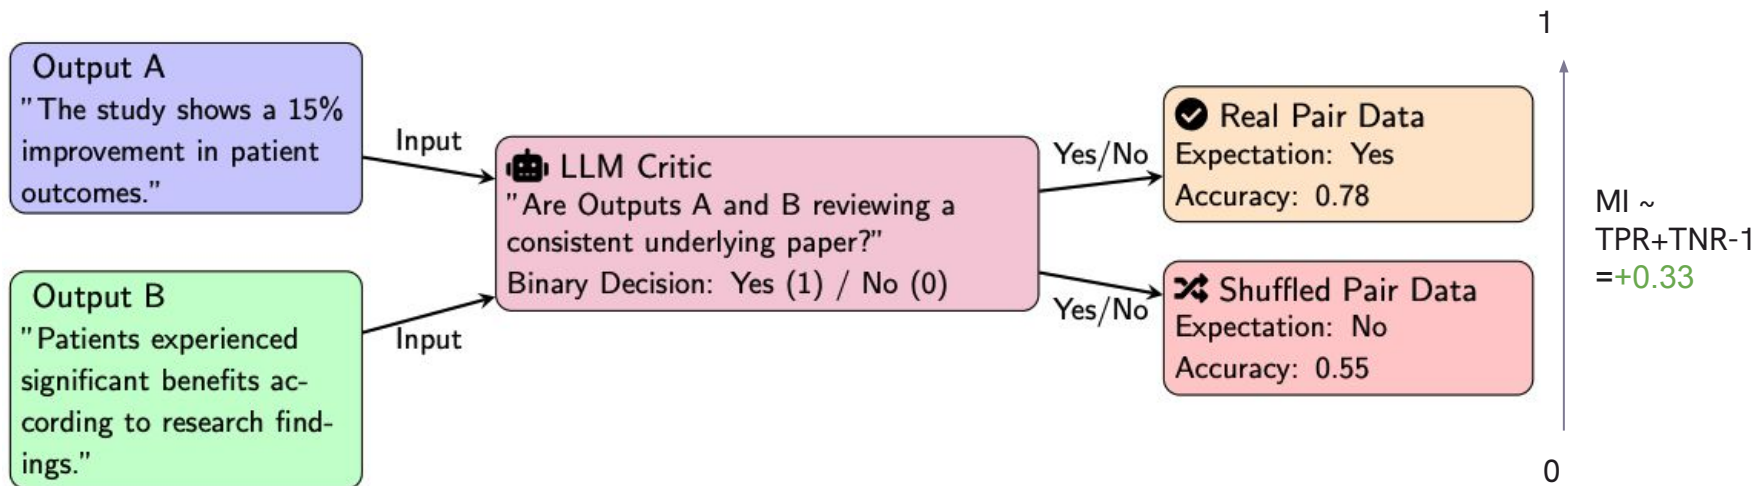 Output A
"The study shows a 15%
improvement in patient
outcomes."
Output B
"Patients experienced
significant benefits ac-
cording to research find-
ings."
Input
Input
LLM Critic
"Are Outputs A and B reviewing a
consistent underlying paper?"
Binary Decision: Yes (1) / No (0)
Yes/No
Yes/No
Real Pair Data
Expectation: Yes
Accuracy: 0.78
Shuffled Pair Data
Expectation: No
Accuracy: 0.55
1
0
MI ~
TPR+TNR-1
=+0.33